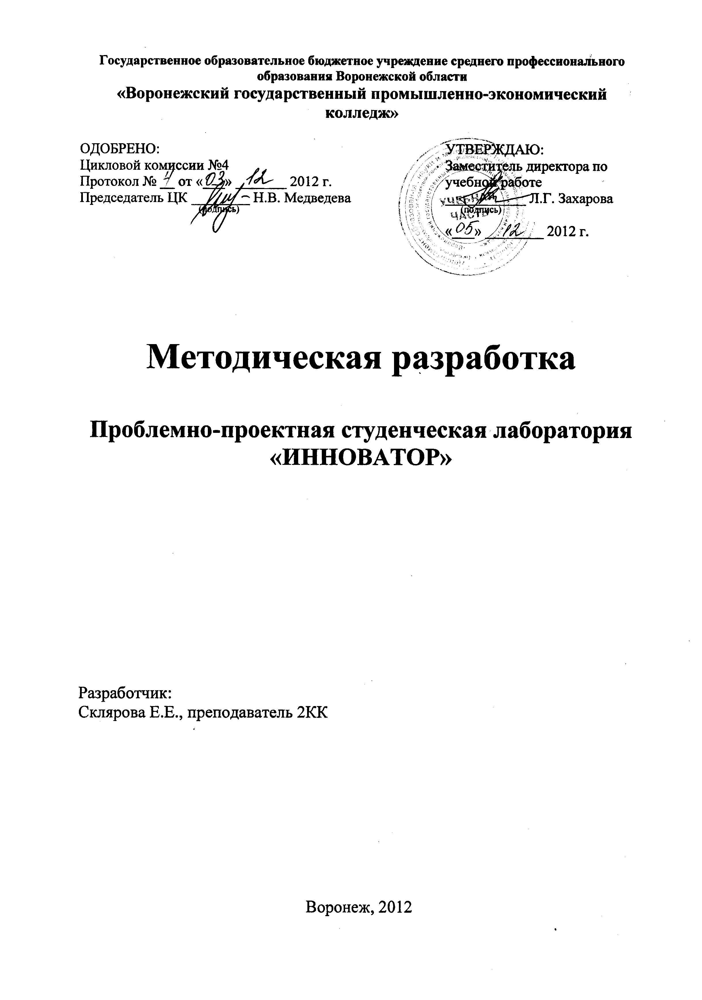 Государственное образовательное бюджетное учреждение среднего профессионального
образования Воронежской области
«Воронежский государственный промышленно-экономический
колледж»
ОДОБРЕНО:
Цикловой комиссии №4
Протокол № 4 от «03» 12 2012 г.
Председатель ЦК Н.В. Медведева
(подпись)
УТВЕРЖДАЮ:
Заместитель директора по
учебной работе
Л.Г. Захарова
(подпись)
«05» 12 2012 г.
УЧЕБНАЯ
ЧАСТЬ
Методическая разработка
Проблемно-проектная студенческая лаборатория
«ИННОВАТОР»
Разработчик:
Склярова Е.Е., преподаватель 2КК
Воронеж, 2012